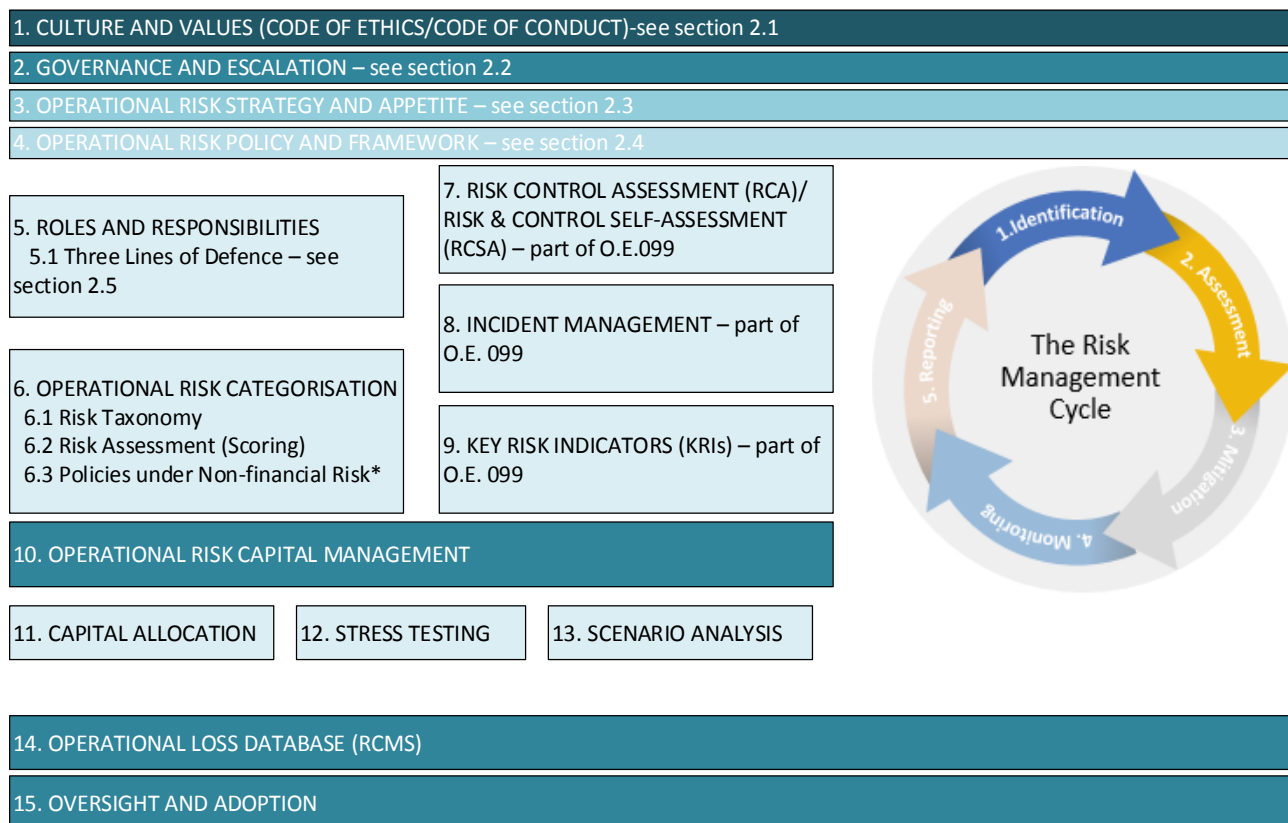 1. CULTURE AND VALUES (CODE OF ETHICS/CODE OF CONDUCT)-see section 2.1
2. GOVERNANCE AND ESCALATION – see section 2.2
3. OPERATIONAL RISK STRATEGY AND APPETITE – see section 2.3
4. OPERATIONAL RISK POLICY AND FRAMEWORK – see section 2.4
5. ROLES AND RESPONSIBILITIES
5.1 Three Lines of Defence – see
section 2.5
6. OPERATIONAL RISK CATEGORISATION
6.1 Risk Taxonomy
6.2 Risk Assessment (Scoring)
6.3 Policies under Non-financial Risk*
7. RISK CONTROL ASSESSMENT (RCA)/
RISK & CONTROL SELF-ASSESSMENT
(RCSA) – part of O.E.099
8. INCIDENT MANAGEMENT – part of
O.E. 099
9. KEY RISK INDICATORS (KRIs) – part of
O.E. 099
1.Identification
2. Assessment
3. Mitigation
4. Monitoring
5. Reporting
The Risk
Management
Cycle
10. OPERATIONAL RISK CAPITAL MANAGEMENT
11. CAPITAL ALLOCATION
12. STRESS TESTING
13. SCENARIO ANALYSIS
14. OPERATIONAL LOSS DATABASE (RCMS)
15. OVERSIGHT AND ADOPTION